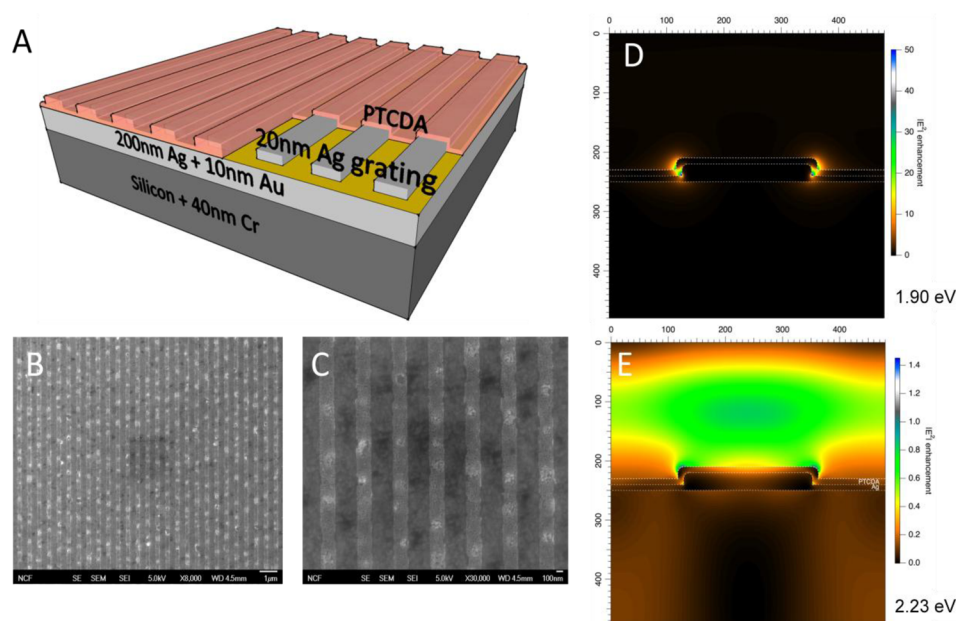 A
PTCDA
20nm Ag grating
200nm Ag + 10nm Au
Silicon + 40nm Cr
B
NCF SE SEM SEI 5.0kV X8,000 WD 4.5mm 1μm
C
NCF SE SEM SEI 5.0kV X30,000 WD 4.5mm 100nm
D
100 200 300 400
0
100
200
300
400
50
40
30
20
10
0
|E²| enhancement
1.90 eV
E
100 200 300 400
0
100
200
300
400
PTCDA
Ag
1.4
1.2
1.0
0.8
0.6
0.4
0.2
0.0
|E²| enhancement
2.23 eV